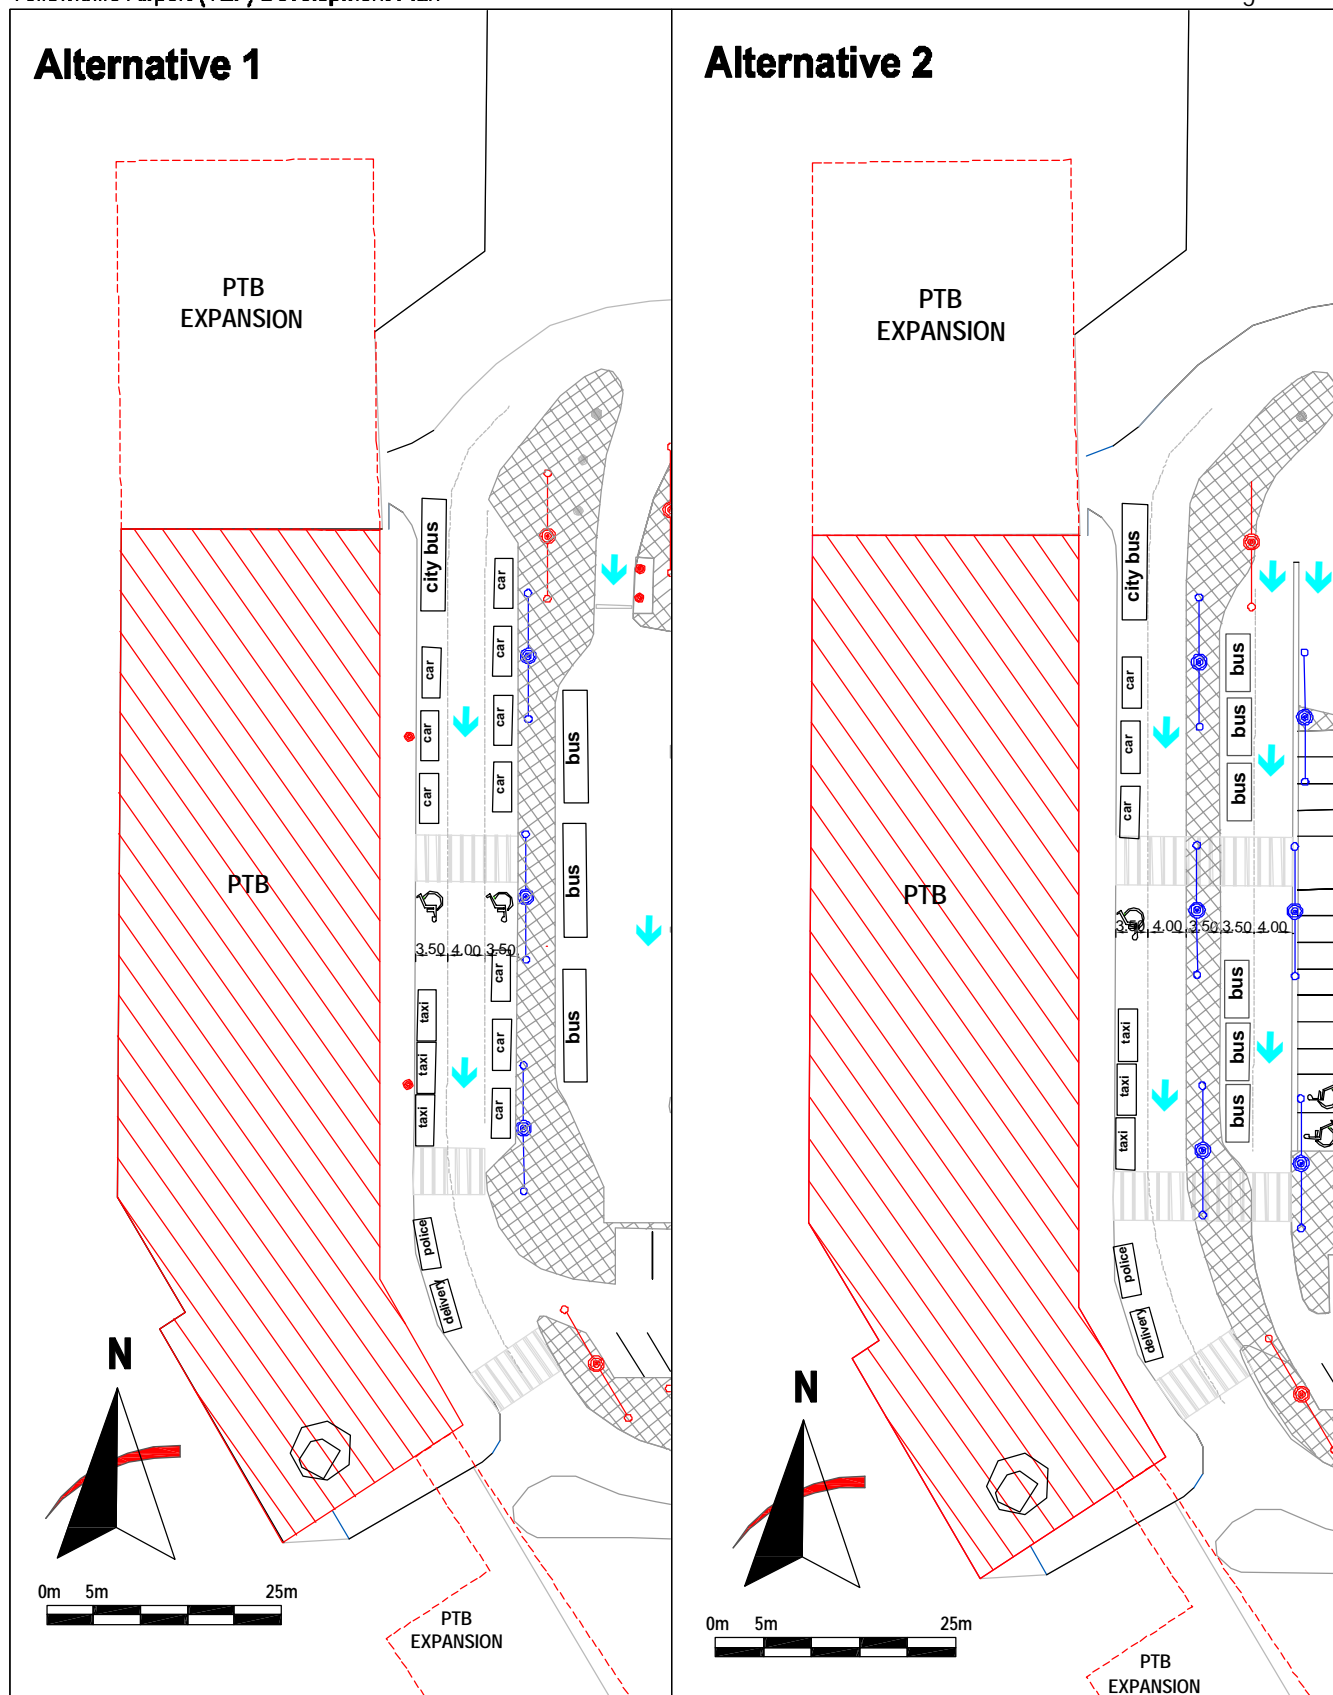 Alternative 1
PTB
EXPANSION
city bus
car
car
car
car
car
car
car
bus
bus
bus
PTB
3.50 4.00 3.50
car
car
car
taxi
taxi
taxi
police
delivery
N
0m 5m 25m
PTB
EXPANSION
Alternative 2
PTB
EXPANSION
city bus
car
car
car
bus
bus
bus
PTB
3.50 4.00 3.50 3.50 4.00
bus
bus
bus
taxi
taxi
taxi
police
delivery
N
0m 5m 25m
PTB
EXPANSION